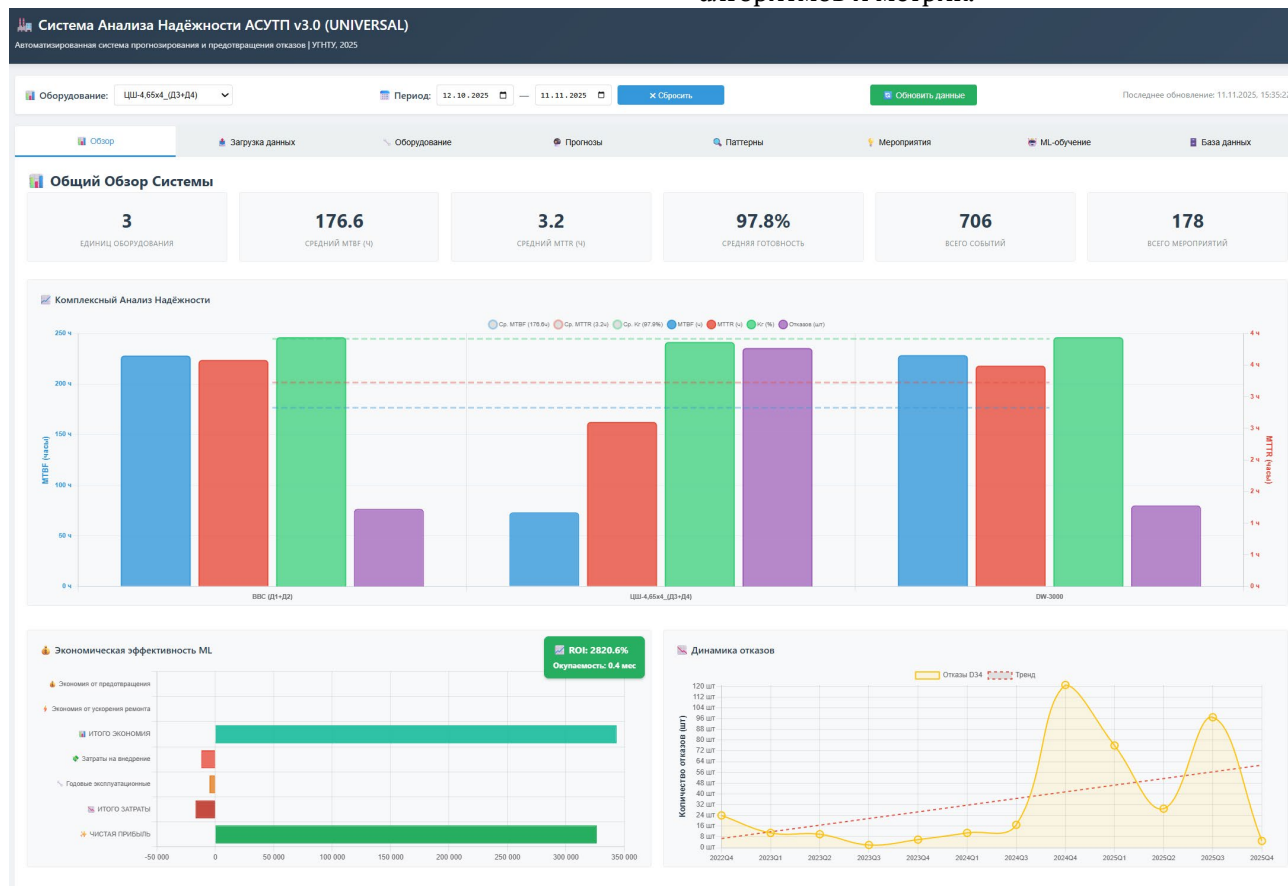 алгоритмов и метрик.
Система Анализа Надёжности АСУТП v3.0 (UNIVERSAL)
Автоматизированная система прогнозирования и предотвращения отказов | УГНТУ, 2025
Оборудование: ЦШ-4,65х4_(Д3+Д4) Период: 12.10.2025 — 11.11.2025 × Сбросить Обновить данные Последнее обновление: 11.11.2025, 15:35:22
Обзор Загрузка данных Оборудование Прогнозы Паттерны Мероприятия ML-обучение База данных
Общий Обзор Системы
3 176.6 3.2 97.8% 706 178
ЕДИНИЦ ОБОРУДОВАНИЯ СРЕДНИЙ MTBF (Ч) СРЕДНИЙ MTTR (Ч) СРЕДНЯЯ ГОТОВНОСТЬ ВСЕГО СОБЫТИЙ ВСЕГО МЕРОПРИЯТИЙ
Комплексный Анализ Надёжности
Ср. MTBF (176.6ч) Ср. MTTR (3.2ч) Ср. Кг (97.8%) MTBF (ч) MTTR (ч) Кг (%) Отказов (шт)
250 ч 4 ч
4 ч
200 ч
3 ч
150 ч 3 ч
2 ч
100 ч
2 ч
1 ч
50 ч
1 ч
0 ч 0 ч
MTBF (часы)
MTTR (часы)
ВВС (Д1+Д2) ЦШ-4,65х4_(Д3+Д4) DW-3000
Экономическая эффективность ML
ROI: 2820.6%
Окупаемость: 0.4 мес
Экономия от предотвращения
Экономия от ускорения ремонта
ИТОГО ЭКОНОМИЯ
Затраты на внедрение
Годовые эксплуатационные
ИТОГО ЗАТРАТЫ
ЧИСТАЯ ПРИБЫЛЬ
-50 000 0 50 000 100 000 150 000 200 000 250 000 300 000 350 000
Динамика отказов
Отказы D34 Тренд
120 шт
112 шт
104 шт
96 шт
88 шт
80 шт
72 шт
64 шт
56 шт
48 шт
40 шт
32 шт
24 шт
16 шт
8 шт
0 шт
Количество отказов (шт)
2022Q4 2023Q1 2023Q2 2023Q3 2023Q4 2024Q1 2024Q3 2024Q4 2025Q1 2025Q2 2025Q3 2025Q4